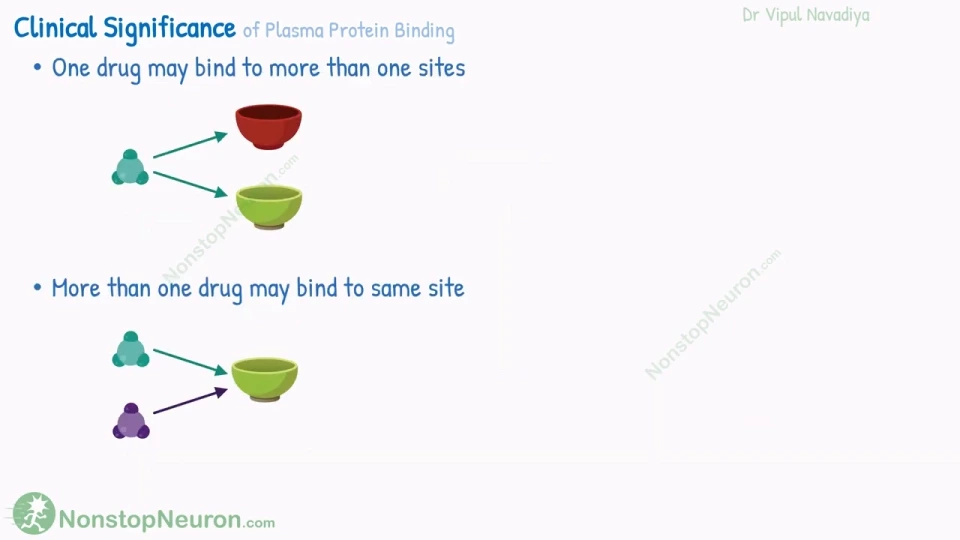 Clinical Significance of Plasma Protein Binding
Dr Vipul Navadiya
• One drug may bind to more than one sites
NonstopNeuron.com
• More than one drug may bind to same site
NonstopNeuron.com
NonstopNeuron.com